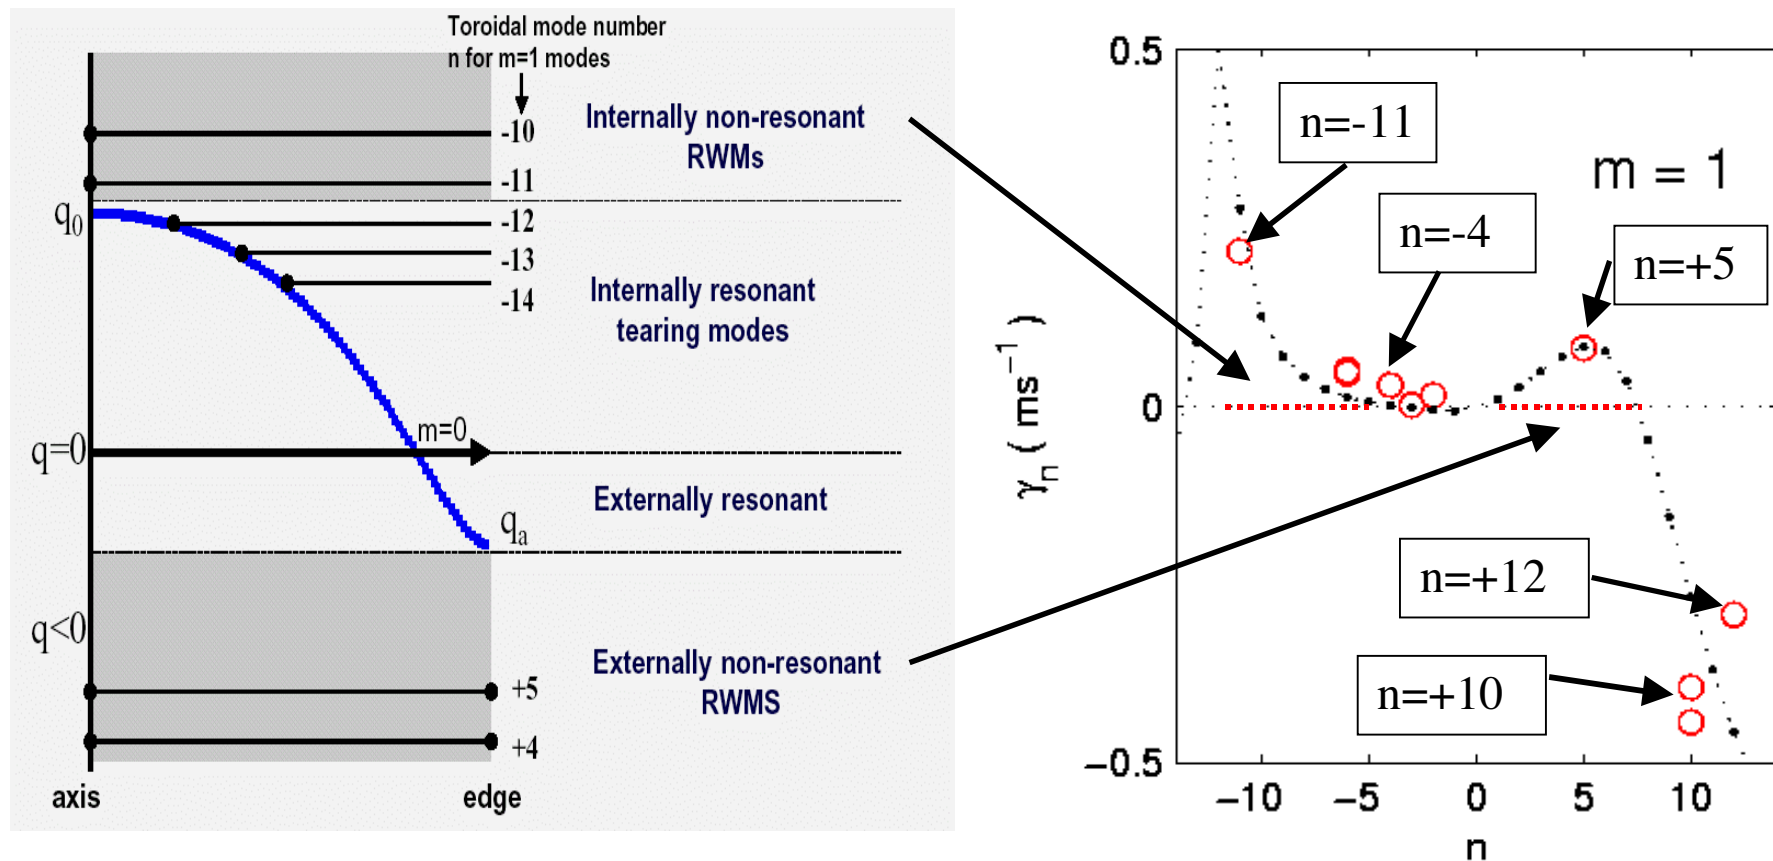 Toroidal mode number
n for m=1 modes
-10
-11
-12
-13
-14
q0
q=0
m=0
qa
q<0
+5
+4
axis
edge
Internally non-resonant
RWMs
Internally resonant
tearing modes
Externally resonant
Externally non-resonant
RWMS
0.5
0
−0.5
γn ( ms−1 )
n=-11
m = 1
n=-4
n=+5
n=+12
n=+10
−10
−5
0
5
10
n